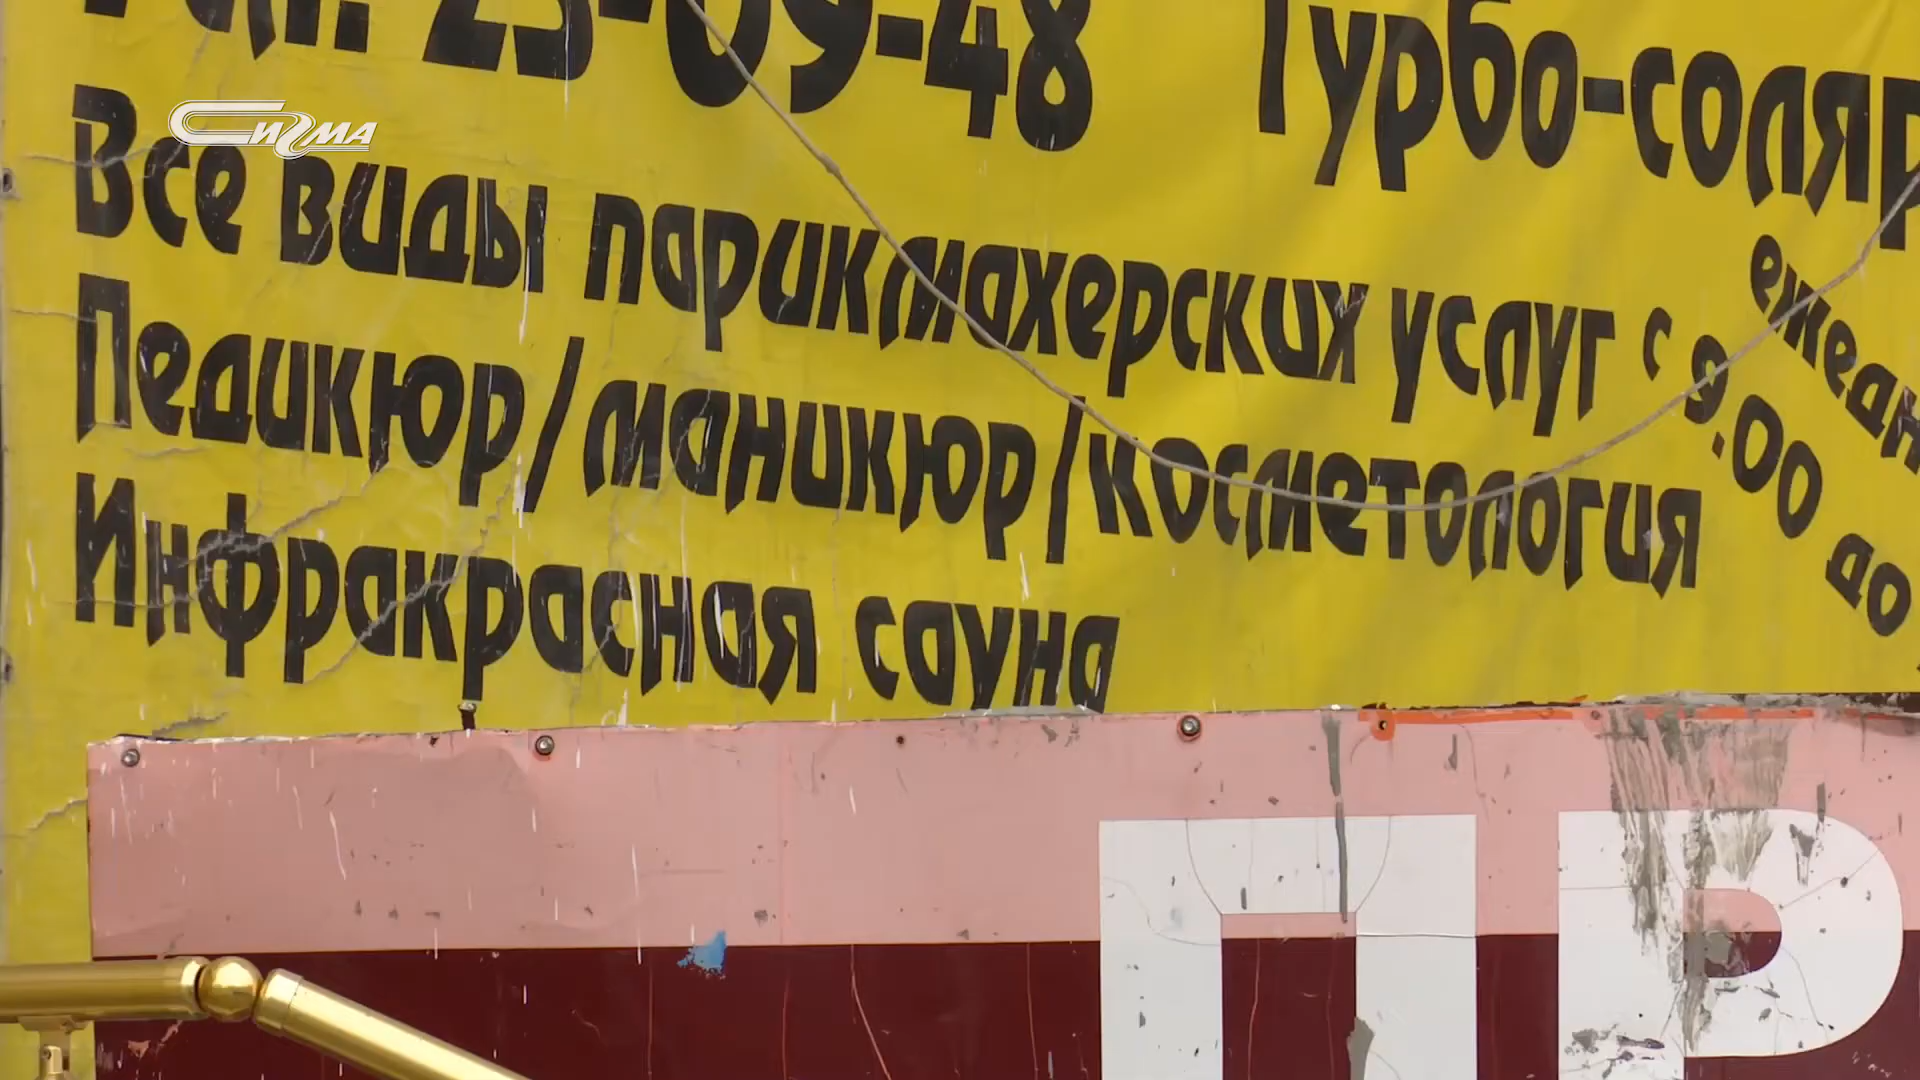 Тел. 23-09-48
Турбо-соляр
СИГМА
Все виды парикмахерских услуг с 9.00 до
ежедн
Педикюр/маникюр/косметология
Инфракрасная сауна
ПР